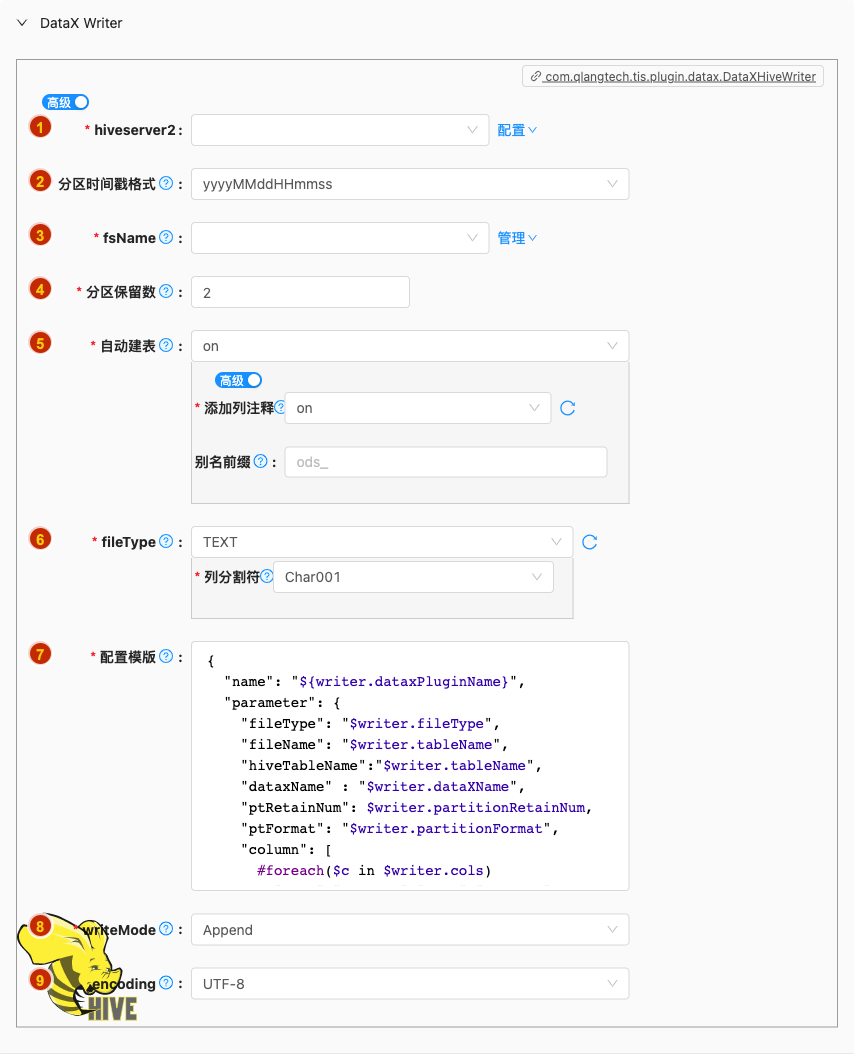 DataX Writer
com.qlangtech.tis.plugin.datax.DataXHiveWriter
高级
1 * hiveserver2: 配置
2 分区时间戳格式 ? : yyyyMMddHHmmss
3 * fsName ? : 管理
4 * 分区保留数 ? : 2
5 * 自动建表 ? : on
高级
* 添加列注释 ? on
别名前缀 ? : ods_
6 * fileType ? : TEXT
* 列分割符 ? Char001
7 * 配置模版 ? : {
"name": "${writer.dataxPluginName}",
"parameter": {
"fileType": "$writer.fileType",
"fileName": "$writer.tableName",
"hiveTableName":"$writer.tableName",
"dataxName" : "$writer.dataXName",
"ptRetainNum": $writer.partitionRetainNum,
"ptFormat": "$writer.partitionFormat",
"column": [
#foreach($c in $writer.cols)
8 * writeMode ? : Append
9 encoding ? : UTF-8
HIVE